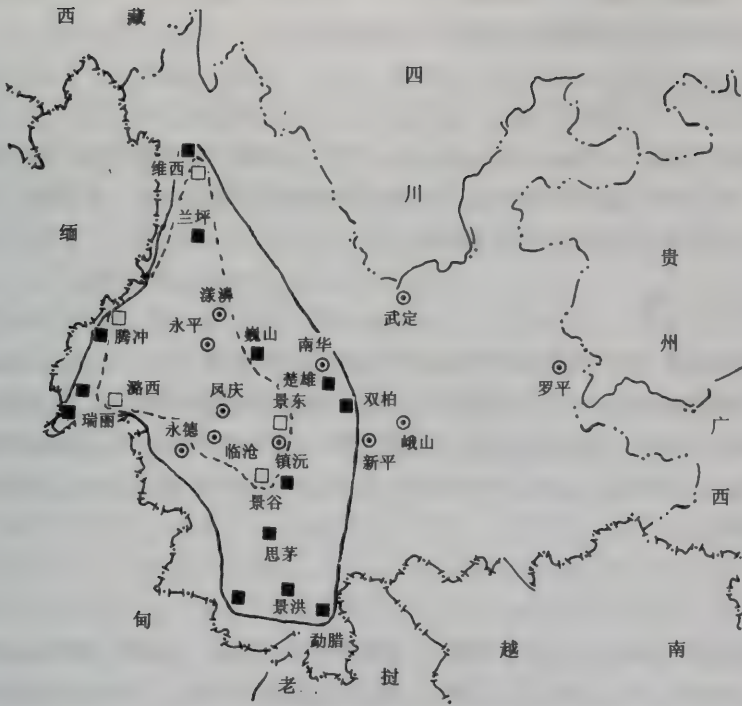 西 藏
四
川
维西
兰坪
缅
贵
州
漾濞
武定
永平
腾冲
巍山
南华
楚雄
罗平
潞西
凤庆
景东
双柏
瑞丽
广
永德
临沧
镇沅
新平
峨山
景谷
西
思茅
景洪
甸
勐腊
越 南
老 挝